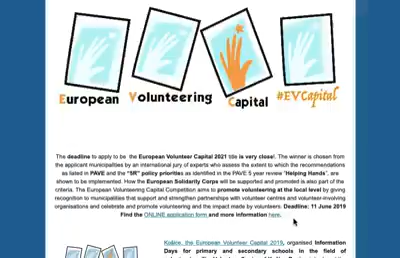 European Volunteering Capital #EVCapital
The deadline to apply to be the European Volunteer Capital 2021 title is very close!. The winner is chosen from
the applicant municipalities by an international jury of experts who assess the extent to which the recommendations
as listed in PAVE and the "5R" policy priorities as identified in the PAVE 5 year review "Helping Hands", are
shown to be implemented. How the European Solidarity Corps will be supported and promoted is also part of the
criteria. The European Volunteering Capital Competition aims to promote volunteering at the local level by giving
recognition to municipalities that support and strengthen partnerships with volunteer centres and volunteer-involving
organisations and celebrate and promote volunteering and the impact made by volunteers. Deadline: 11 June 2019
Find the ONLINE application form and more information here.
Košice, the European Volunteer Capital 2019, organised Information
Days for primary and secondary schools in the field of